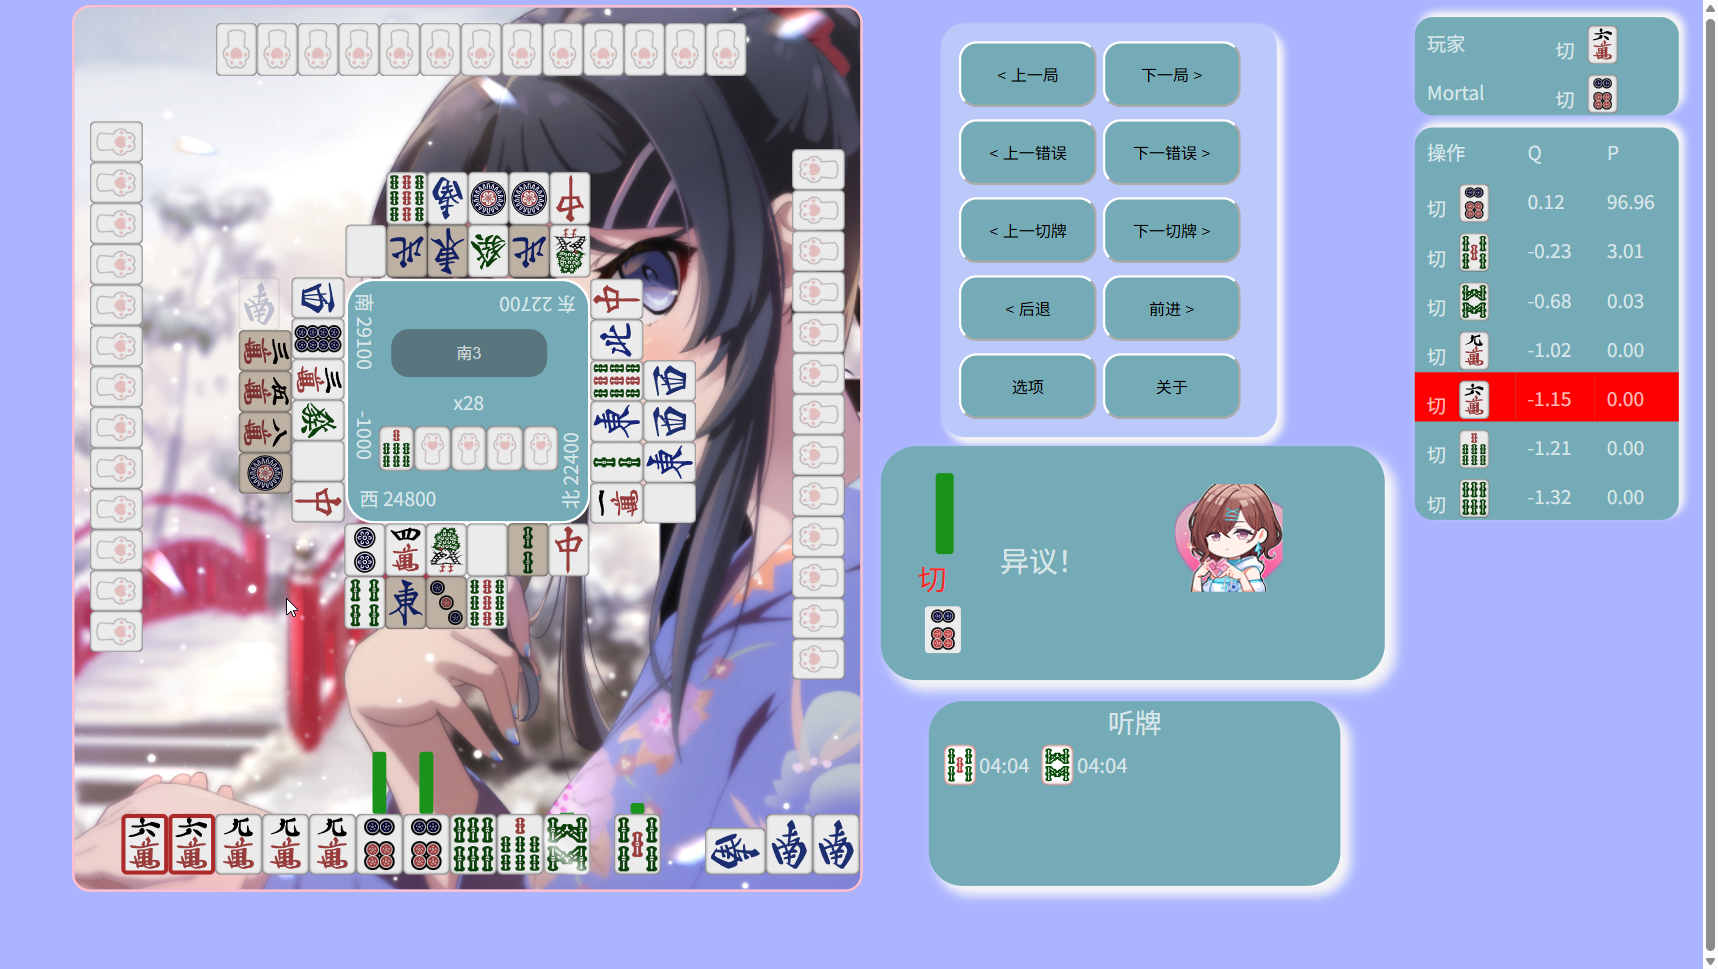 南 29100
东 22700
南3
x28
-1000
西 24800
北 22400
< 上一局
下一局 >
< 上一错误
下一错误 >
< 上一切牌
下一切牌 >
< 后退
前进 >
选项
关于
切
异议！
听牌
04:04
04:04
玩家 切
Mortal 切
操作 Q P
切 0.12 96.96
切 -0.23 3.01
切 -0.68 0.03
切 -1.02 0.00
切 -1.15 0.00
切 -1.21 0.00
切 -1.32 0.00